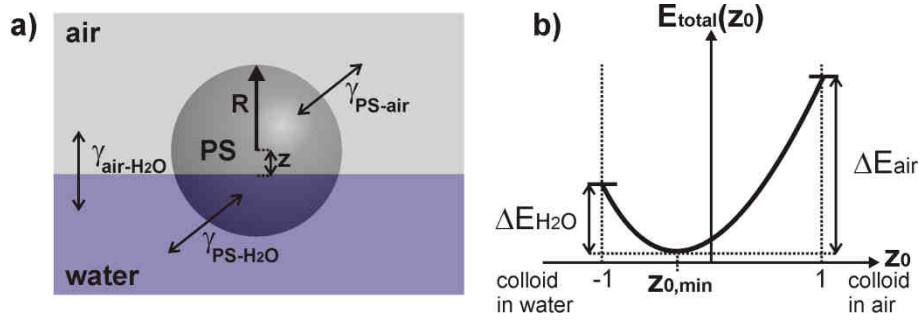 a)
air
R
γPS-air
PS
z
γair-H2O
γPS-H2O
water
b)
Etotal(z0)
ΔEair
ΔEH2O
z0
colloid
in water
-1
z0,min
1
colloid
in air